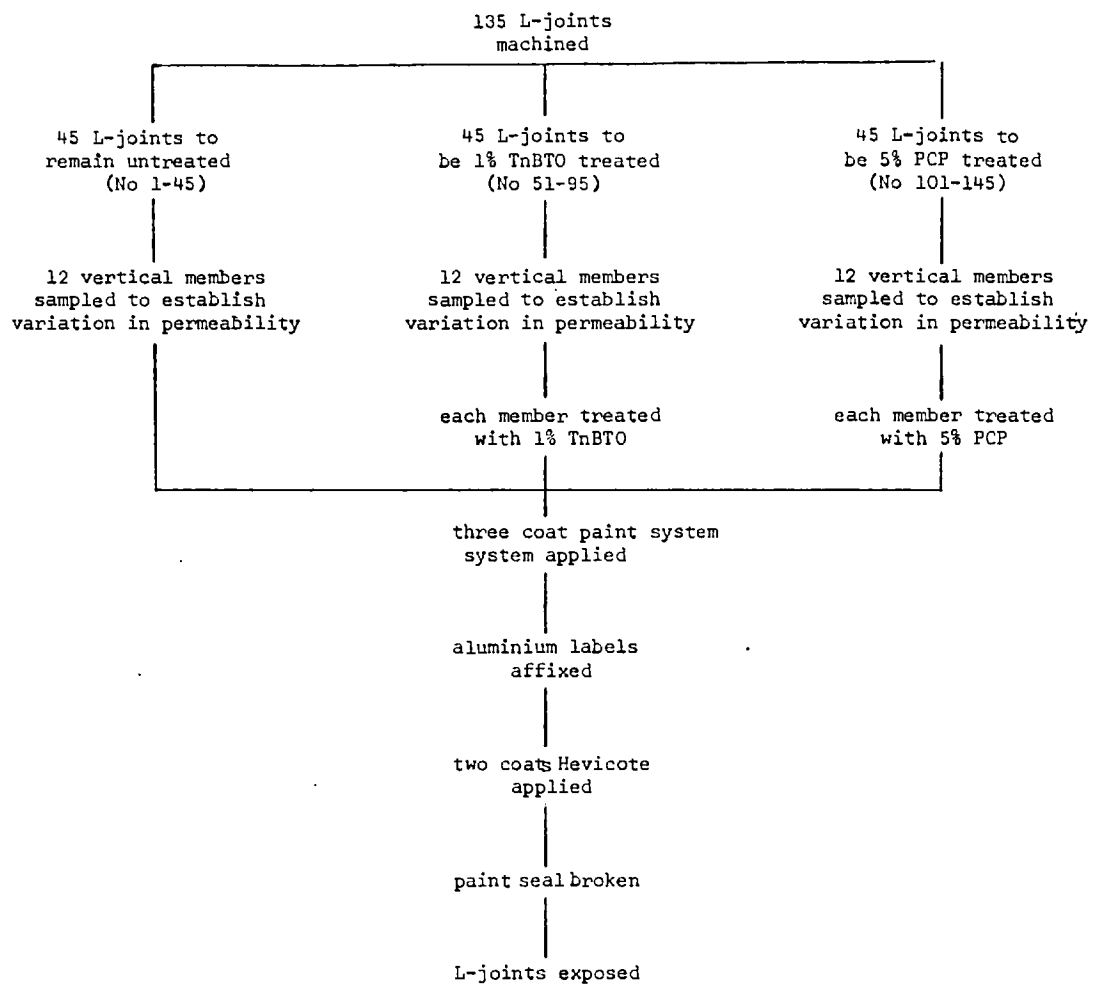 135 L-joints
machined
45 L-joints to
remain untreated
(No 1-45)
45 L-joints to
be 1% TnBTO treated
(No 51-95)
45 L-joints to
be 5% PCP treated
(No 101-145)
12 vertical members
sampled to establish
variation in permeability
12 vertical members
sampled to establish
variation in permeability
12 vertical members
sampled to establish
variation in permeability
each member treated
with 1% TnBTO
each member treated
with 5% PCP
three coat paint system
system applied
aluminium labels
affixed
two coats Hevicote
applied
paint seal broken
L-joints exposed